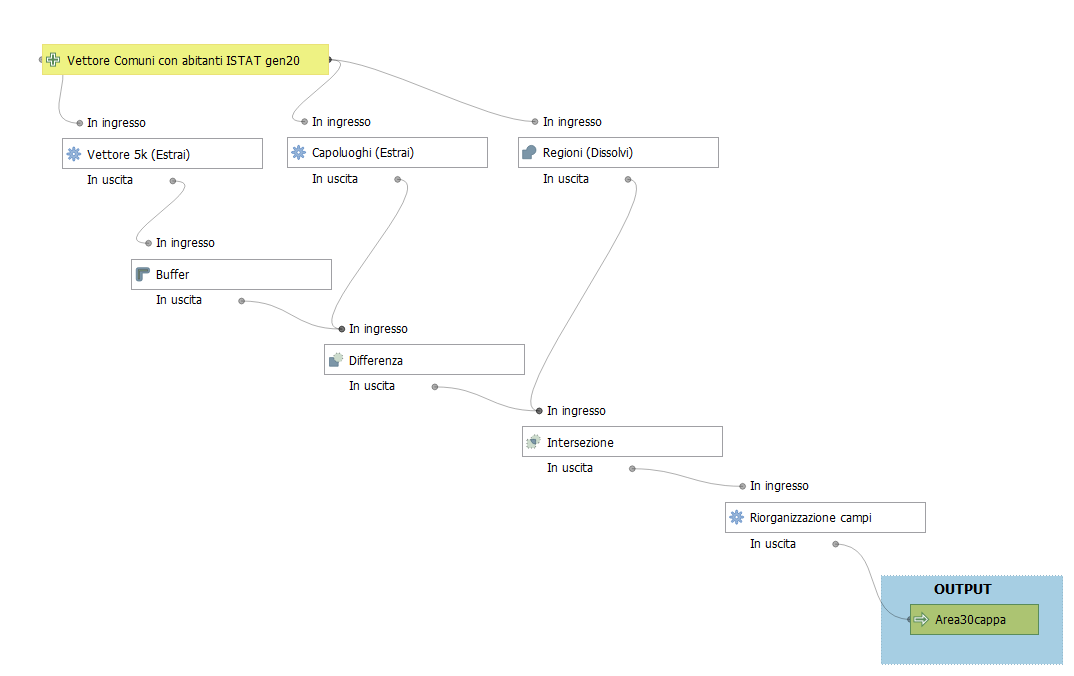 Vettore Comuni con abitanti ISTAT gen20
In ingresso
In ingresso
In ingresso
Vettore 5k (Estrai)
Capoluoghi (Estrai)
Regioni (Dissolvi)
In uscita
In uscita
In uscita
In ingresso
Buffer
In uscita
In ingresso
Differenza
In uscita
In ingresso
Intersezione
In uscita
In ingresso
Riorganizzazione campi
In uscita
OUTPUT
Area30cappa